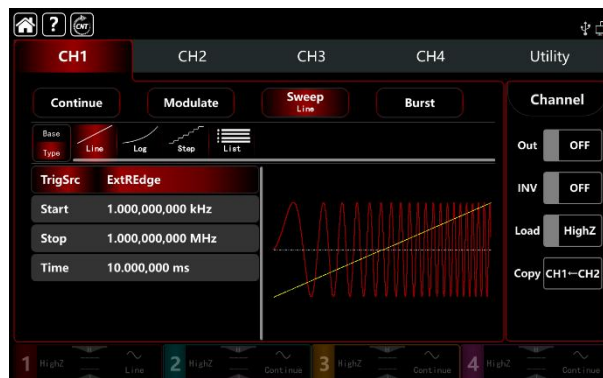 ? CNT
CH1 CH2 CH3 CH4 Utility
Continue Modulate Sweep Line Burst Channel
Base Type Line Log Step List
Out OFF
TrigSrc ExtREdge
INV OFF
Start 1.000,000,000 kHz
Stop 1.000,000,000 MHz
Load HighZ
Time 10.000,000 ms
Copy CH1←CH2
1 HighZ Line 2 HighZ Continue 3 HighZ Continue 4 HighZ Continue